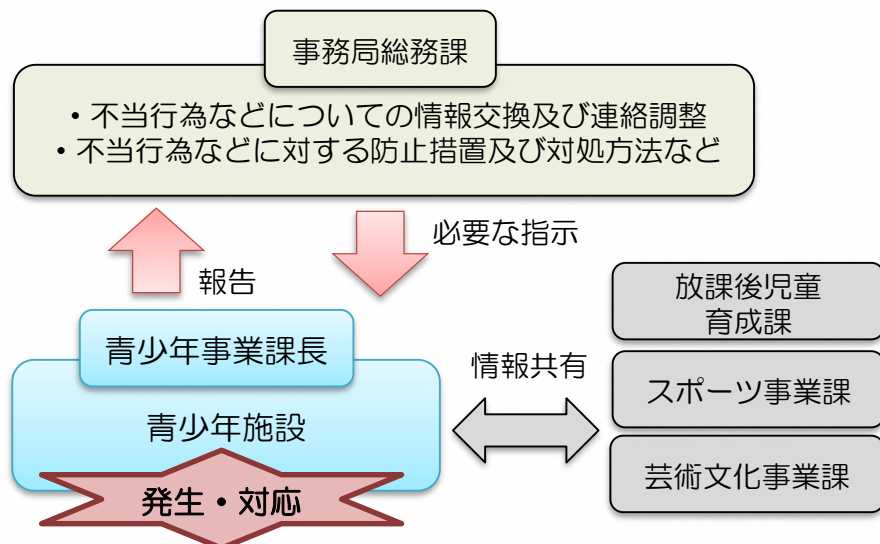 事務局総務課
・不当行為などについての情報交換及び連絡調整
・不当行為などに対する防止措置及び対処方法など
必要な指示
報告
青少年事業課長
青少年施設
発生・対応
情報共有
放課後児童
育成課
スポーツ事業課
芸術文化事業課